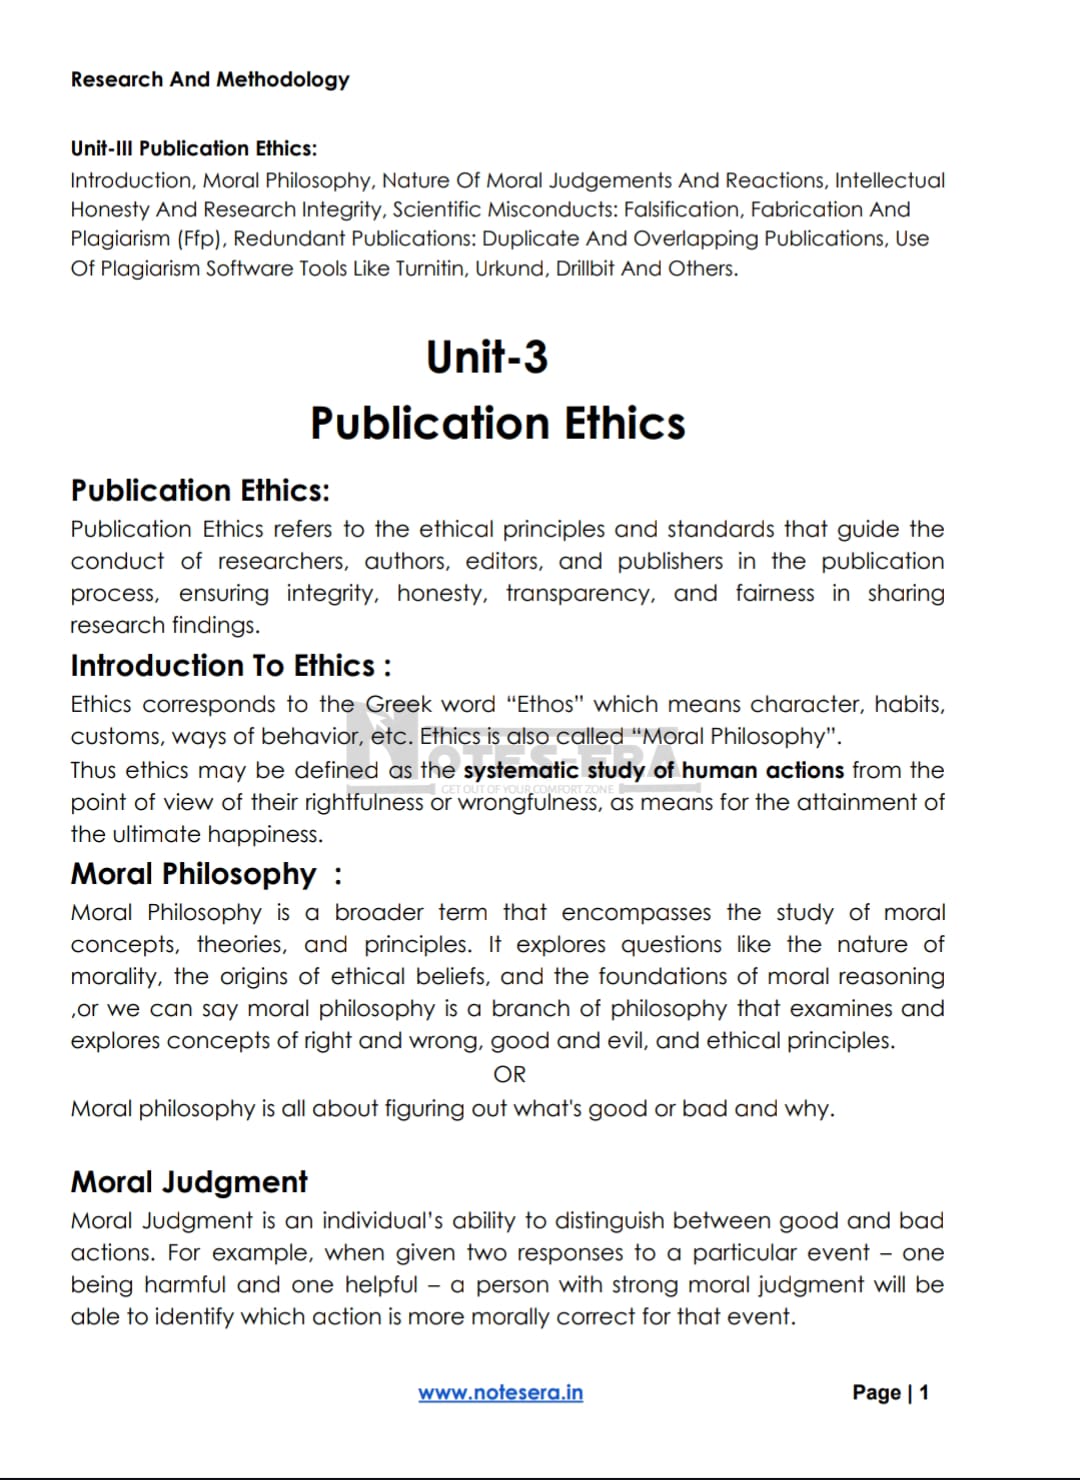 Research And Methodology
Unit-III Publication Ethics:
Introduction, Moral Philosophy, Nature Of Moral Judgements And Reactions, Intellectual
Honesty And Research Integrity, Scientific Misconducts: Falsification, Fabrication And
Plagiarism (Ffp), Redundant Publications: Duplicate And Overlapping Publications, Use
Of Plagiarism Software Tools Like Turnitin, Urkund, Drillbit And Others.
Unit-3
Publication Ethics
Publication Ethics:
Publication Ethics refers to the ethical principles and standards that guide the
conduct of researchers, authors, editors, and publishers in the publication
process, ensuring integrity, honesty, transparency, and fairness in sharing
research findings.
Introduction To Ethics :
Ethics corresponds to the Greek word “Ethos” which means character, habits,
customs, ways of behavior, etc. Ethics is also called “Moral Philosophy”.
NOTES-ERA
Thus ethics may be defined as the systematic study of human actions from the
GET OUT OF YOUR COMFORT ZONE
point of view of their rightfulness or wrongfulness, as means for the attainment of
the ultimate happiness.
Moral Philosophy :
Moral Philosophy is a broader term that encompasses the study of moral
concepts, theories, and principles. It explores questions like the nature of
morality, the origins of ethical beliefs, and the foundations of moral reasoning
,or we can say moral philosophy is a branch of philosophy that examines and
explores concepts of right and wrong, good and evil, and ethical principles.
OR
Moral philosophy is all about figuring out what's good or bad and why.
Moral Judgment
Moral Judgment is an individual's ability to distinguish between good and bad
actions. For example, when given two responses to a particular event – one
being harmful and one helpful – a person with strong moral judgment will be
able to identify which action is more morally correct for that event.
www.notesera.in
Page | 1